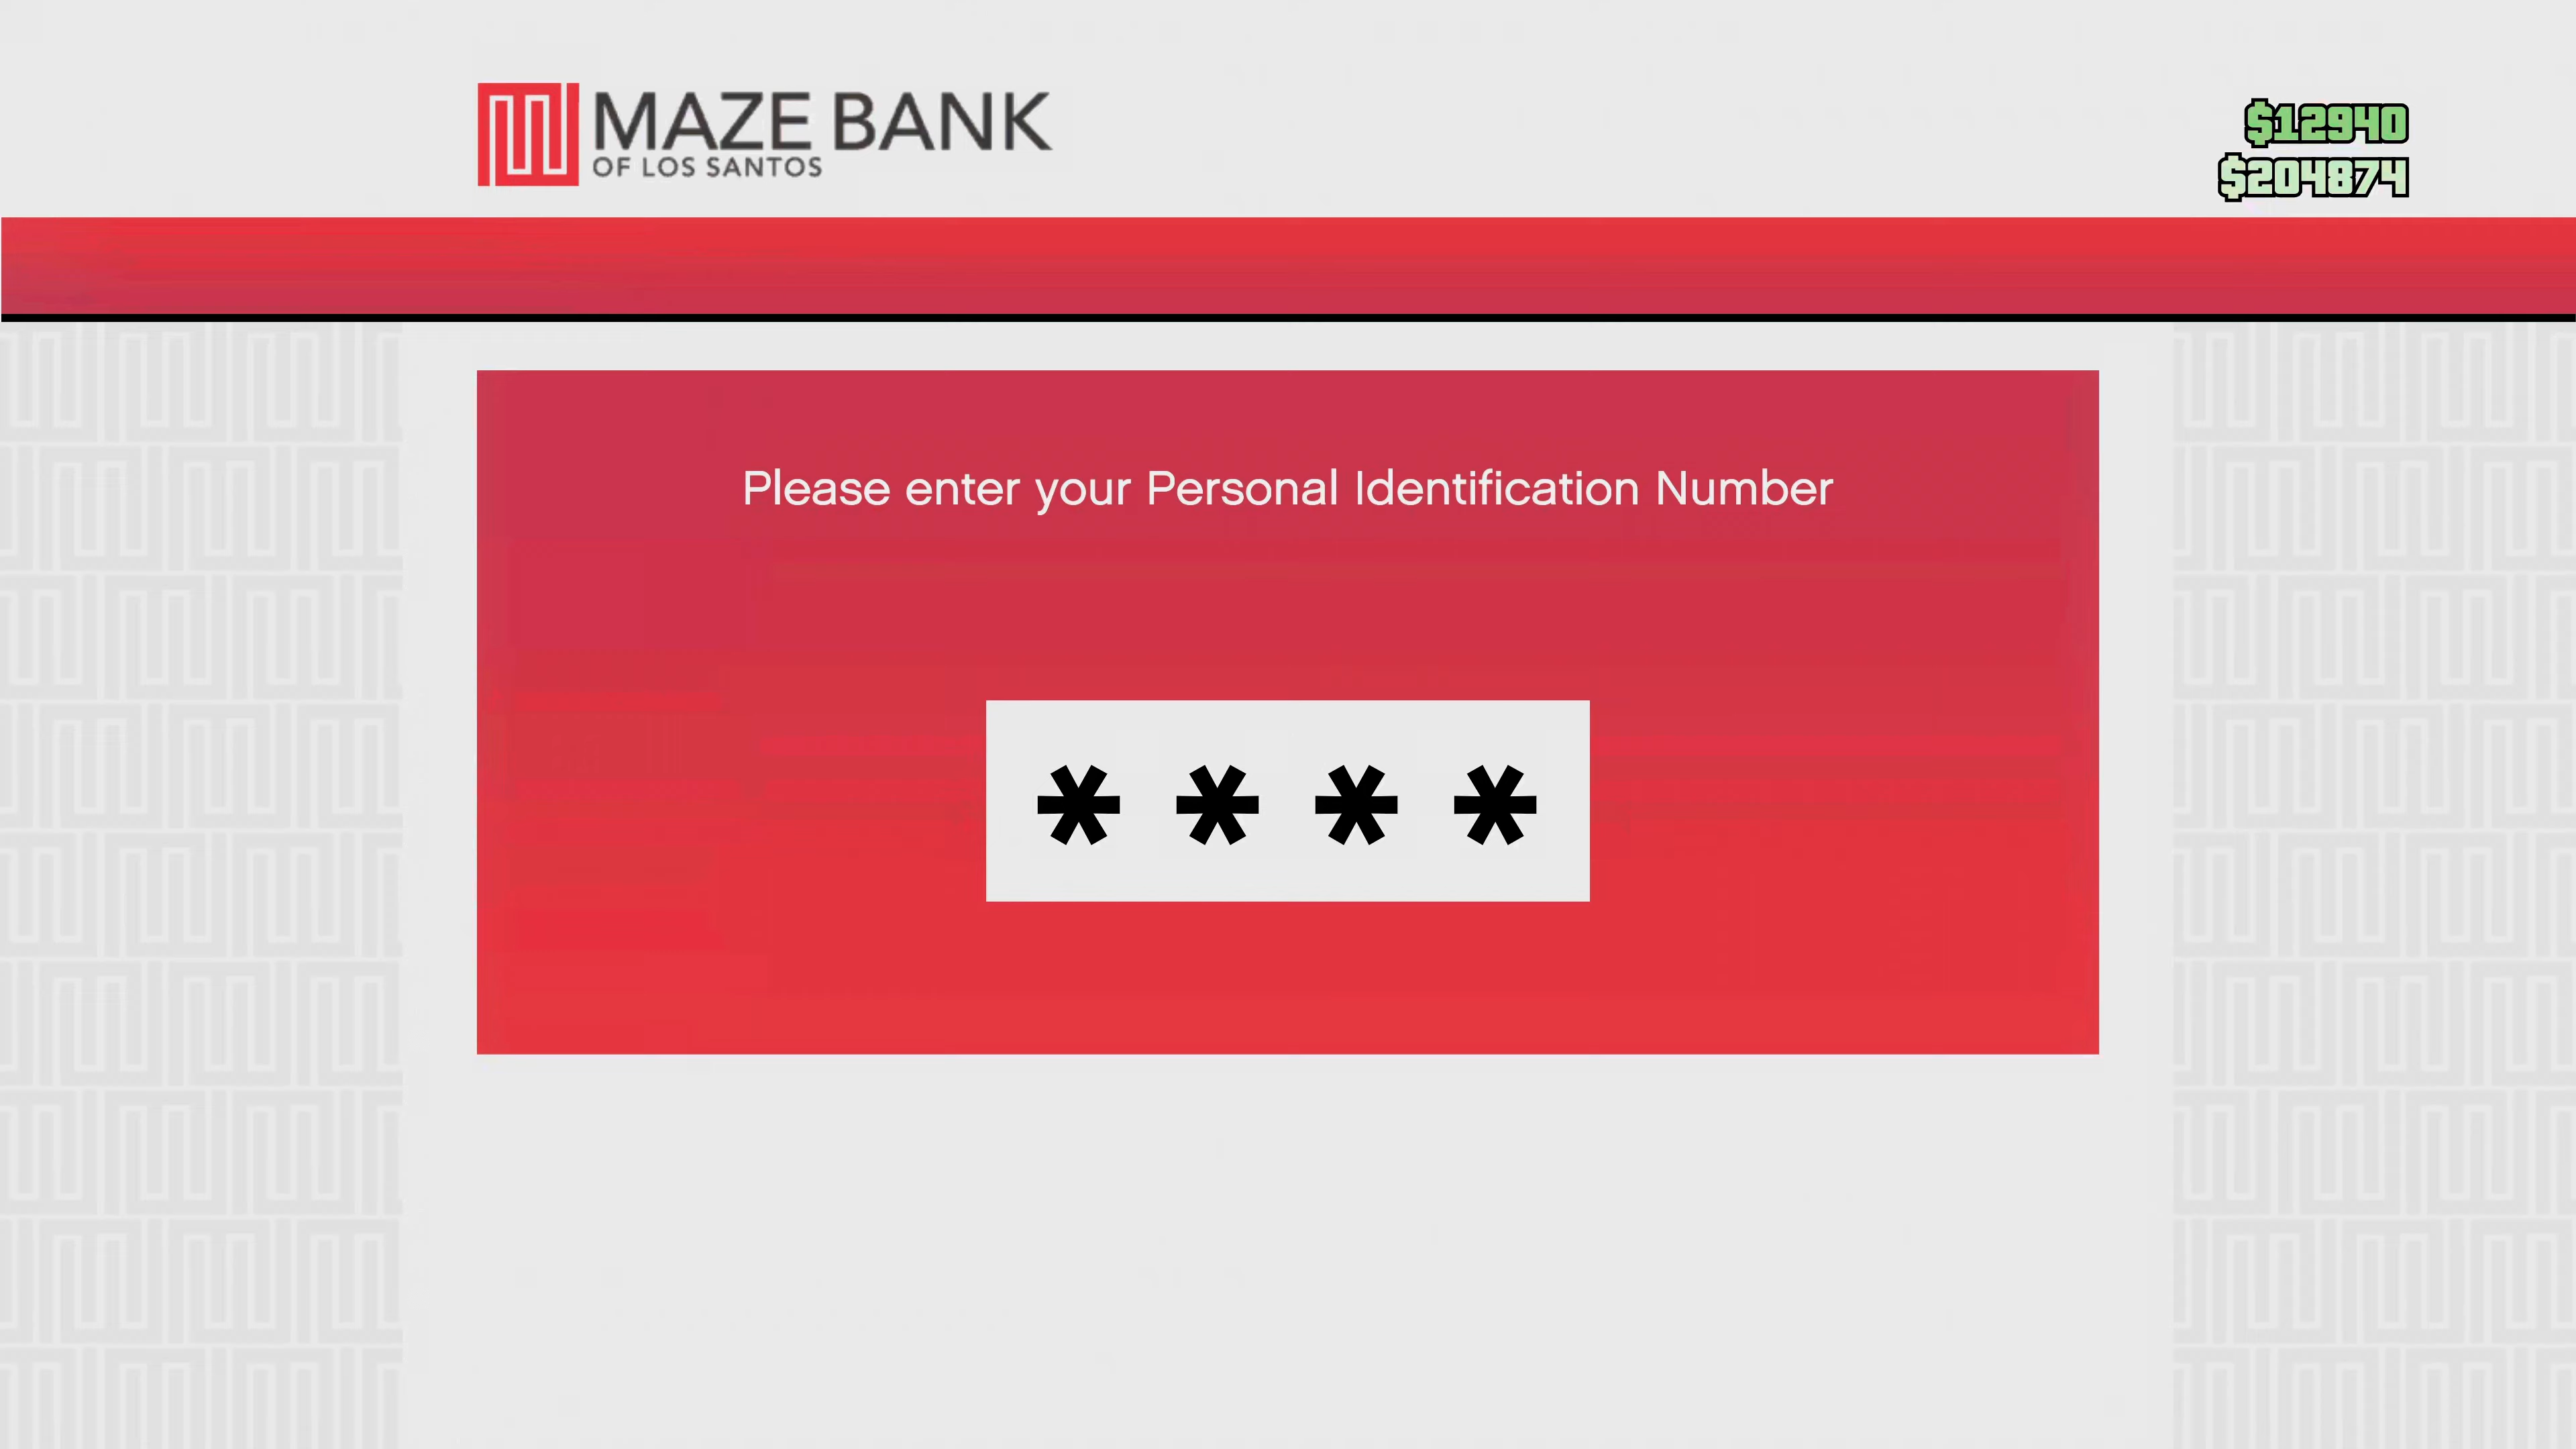 MAZE BANK
OF LOS SANTOS
$12940
$204874
Please enter your Personal Identification Number
* * * *